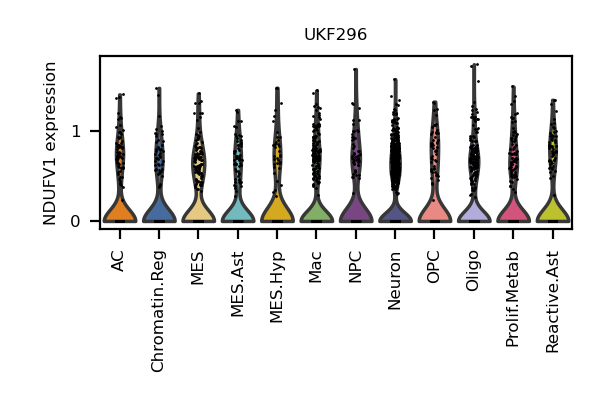 UKF296
NDUFV1 expression
1
0
AC
Chromatin.Reg
MES
MES.Ast
MES.Hyp
Mac
NPC
Neuron
OPC
Oligo
Prolif.Metab
Reactive.Ast